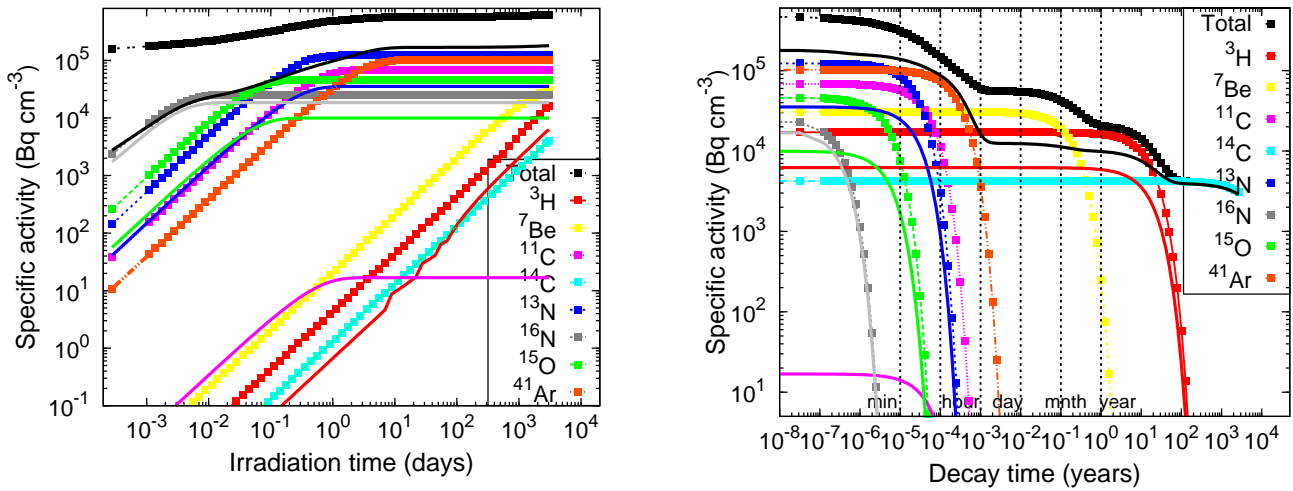 Specific activity (Bq cm⁻³)
10⁵
10⁴
10³
10²
10¹
10⁰
10⁻¹
10⁻³ 10⁻² 10⁻¹ 10⁰ 10¹ 10² 10³ 10⁴
Irradiation time (days)
Total
³H
⁷Be
¹¹C
¹⁴C
¹³N
¹⁶N
¹⁵O
⁴¹Ar
Specific activity (Bq cm⁻³)
10⁵
10⁴
10³
10²
10¹
10⁻⁸ 10⁻⁷ 10⁻⁶ 10⁻⁵ 10⁻⁴ 10⁻³ 10⁻² 10⁻¹ 10⁰ 10¹ 10² 10³ 10⁴
Decay time (years)
min hour day mnth year
Total
³H
⁷Be
¹¹C
¹⁴C
¹³N
¹⁶N
¹⁵O
⁴¹Ar